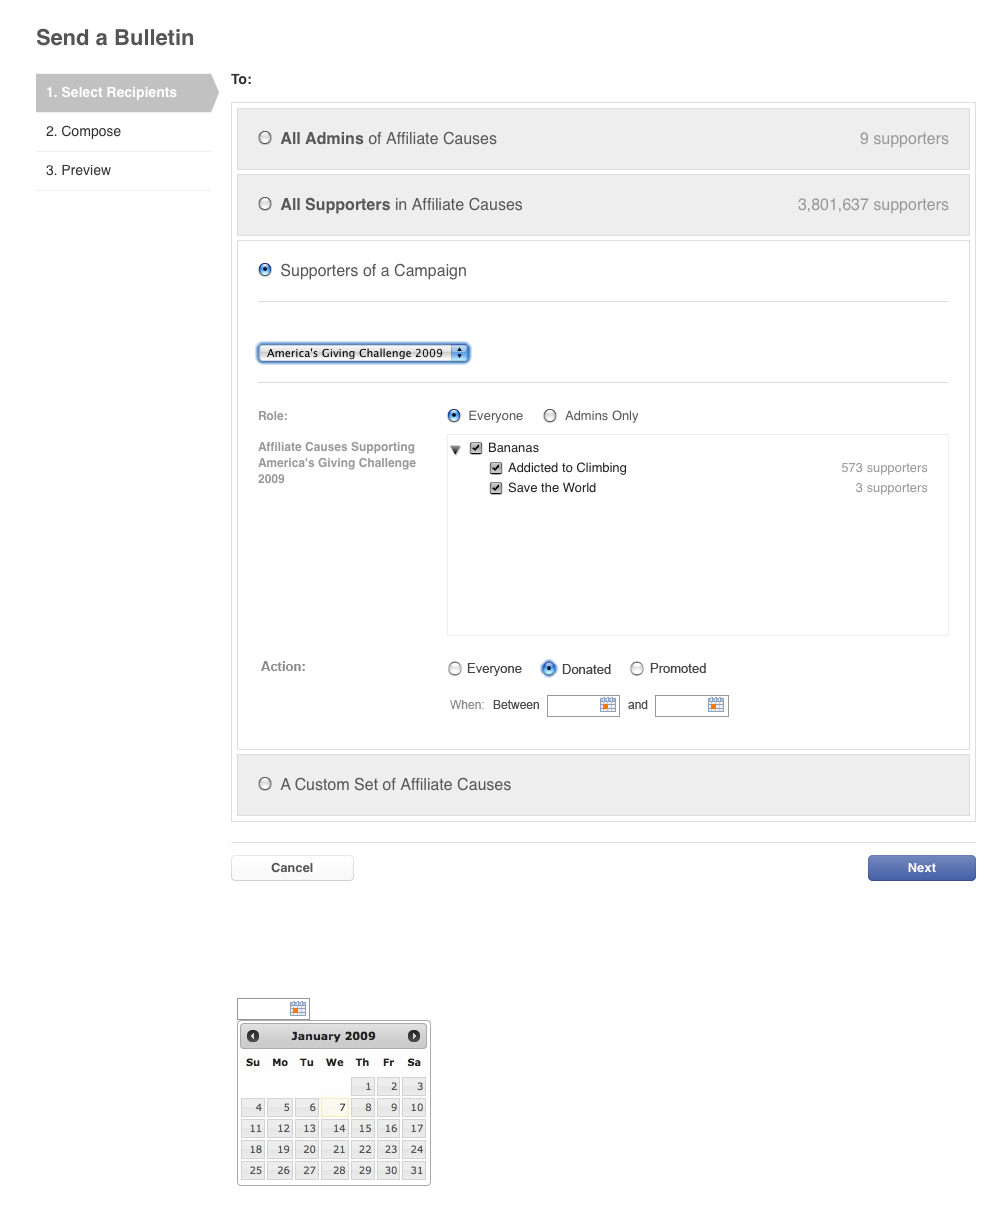 Send a Bulletin
1. Select Recipients
2. Compose
3. Preview
To:
All Admins of Affiliate Causes 9 supporters
All Supporters in Affiliate Causes 3,801,637 supporters
Supporters of a Campaign
America's Giving Challenge 2009
Role: Everyone Admins Only
Affiliate Causes Supporting
America's Giving Challenge
2009
Bananas
Addicted to Climbing 573 supporters
Save the World 3 supporters
Action: Everyone Donated Promoted
When: Between and
A Custom Set of Affiliate Causes
Cancel Next
January 2009
Su Mo Tu We Th Fr Sa
1 2 3
4 5 6 7 8 9 10
11 12 13 14 15 16 17
18 19 20 21 22 23 24
25 26 27 28 29 30 31